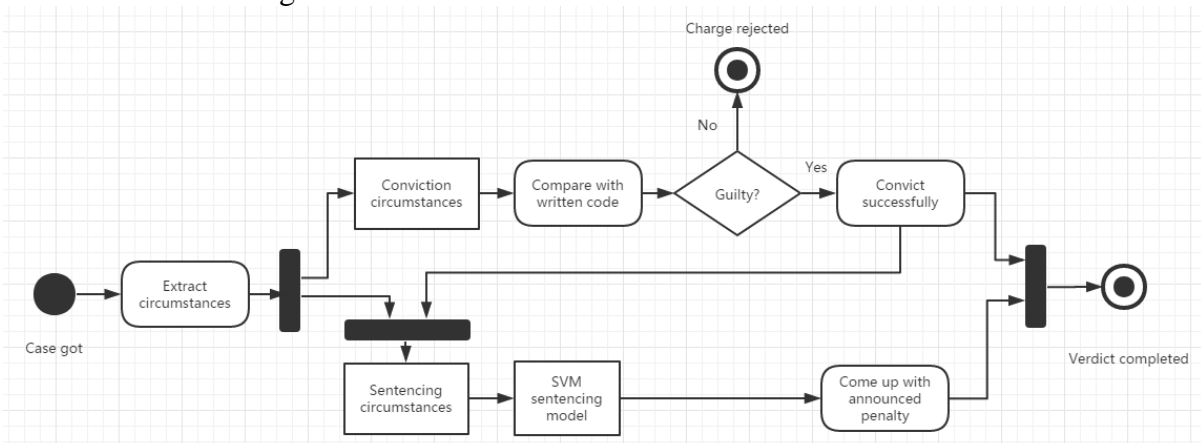 Charge rejected
No
Conviction
circumstances
Compare with
written code
Guilty?
Yes
Convict
successfully
Extract
circumstances
Case got
Verdict completed
Sentencing
circumstances
SVM
sentencing
model
Come up with
announced
penalty